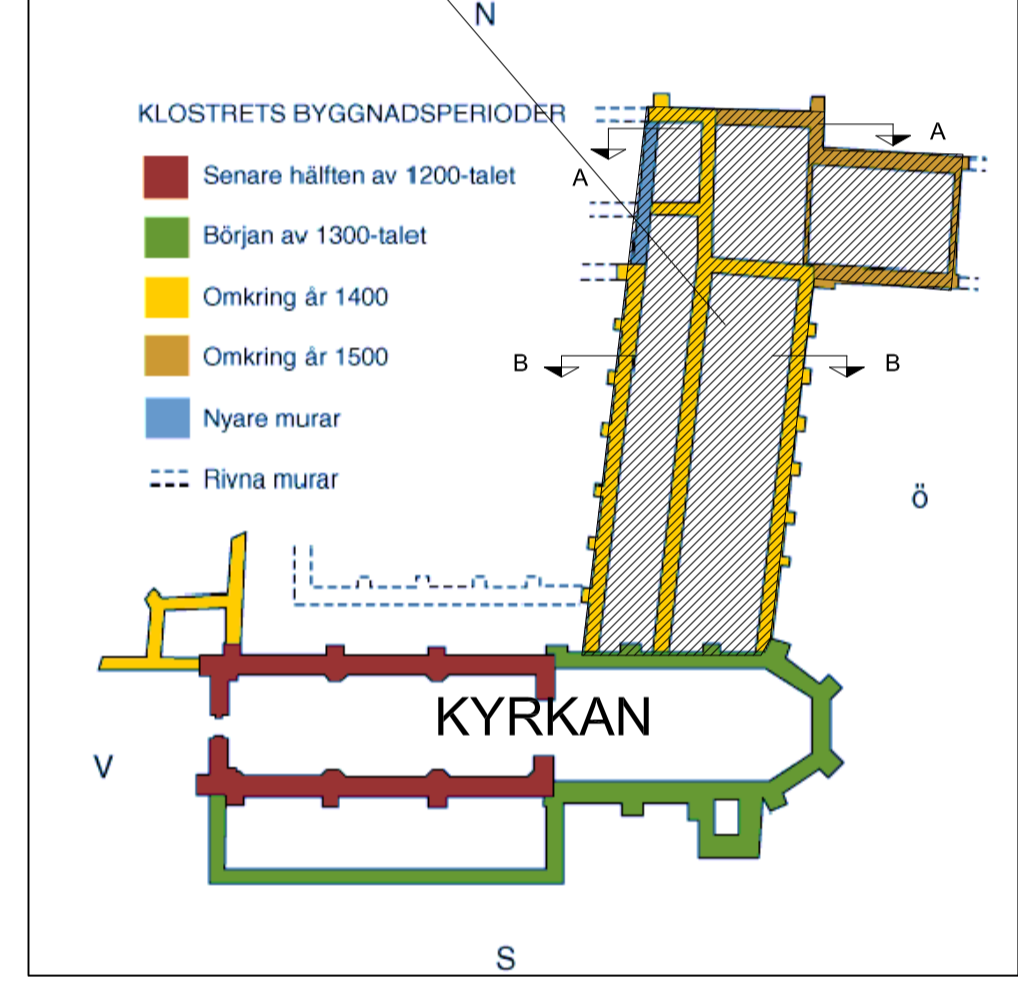 N
KLOSTRETS BYGGNADSPERIODER
Senare hälften av 1200-talet
Början av 1300-talet
Omkring år 1400
Omkring år 1500
Nyare murar
Rivna murar
A
A
B
B
Ö
KYRKAN
V
S